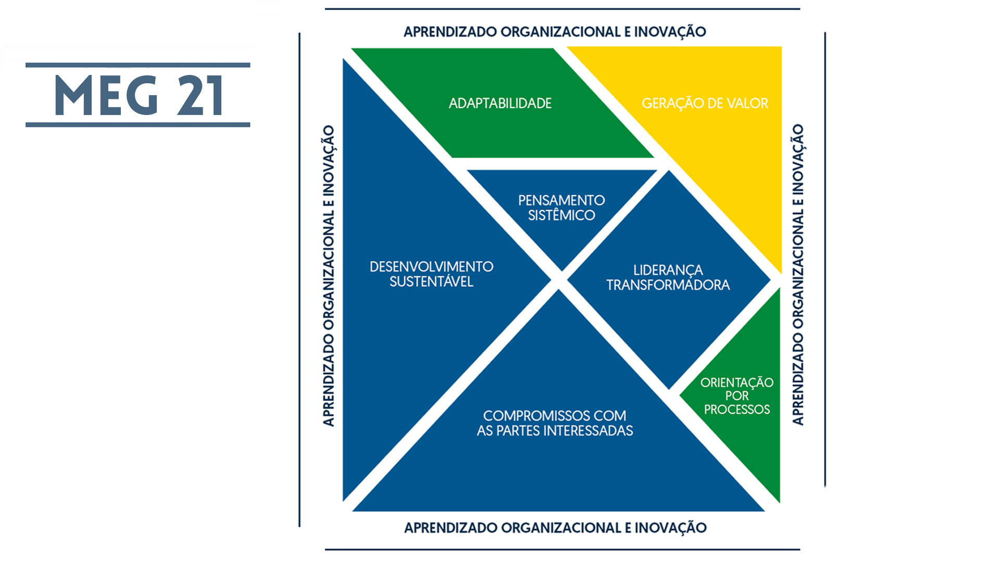 MEG 21
APRENDIZADO ORGANIZACIONAL E INOVAÇÃO
APRENDIZADO ORGANIZACIONAL E INOVAÇÃO
ADAPTABILIDADE
GERAÇÃO DE VALOR
PENSAMENTO
SISTÊMICO
DESENVOLVIMENTO
SUSTENTÁVEL
LIDERANÇA
TRANSFORMADORA
ORIENTAÇÃO
POR
PROCESSOS
COMPROMISSOS COM
AS PARTES INTERESSADAS
APRENDIZADO ORGANIZACIONAL E INOVAÇÃO
APRENDIZADO ORGANIZACIONAL E INOVAÇÃO